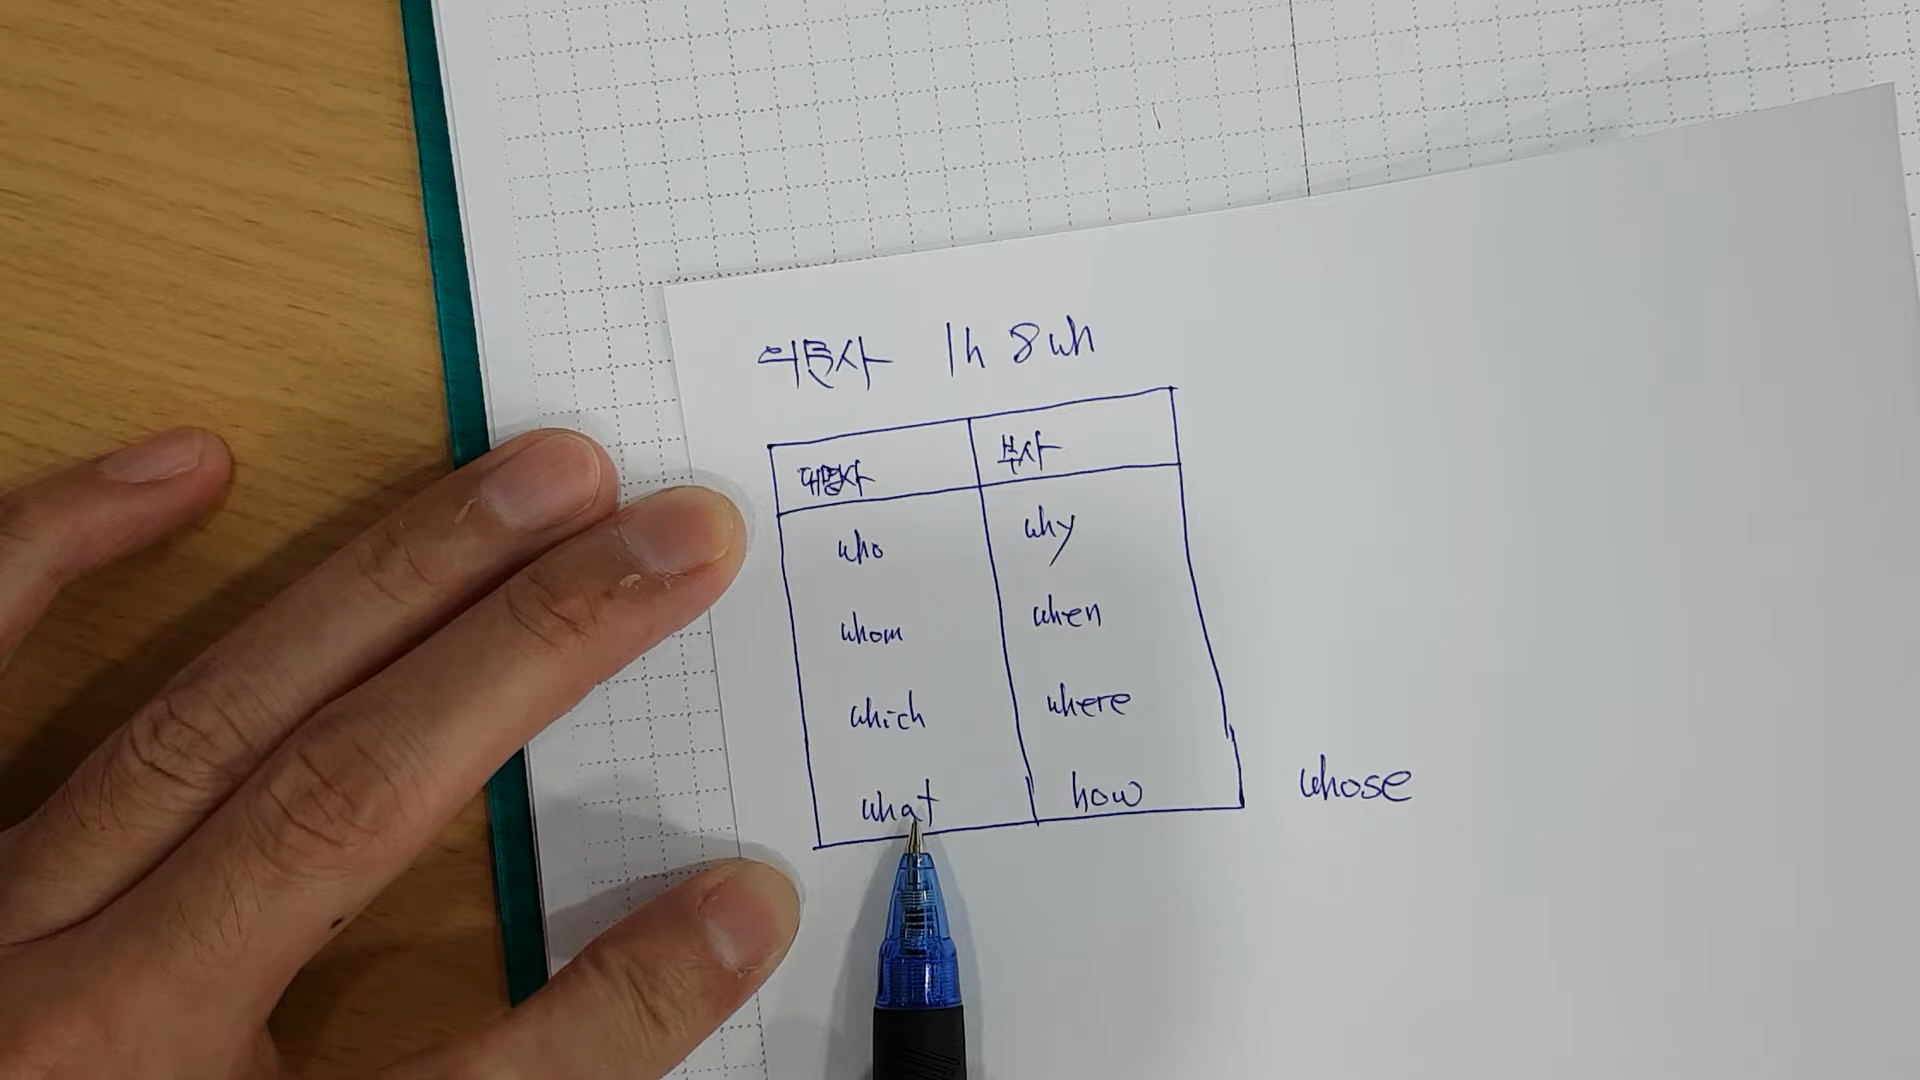 의문사 1h 8wh
대명사 부사
who why
whom when
which where
what how whose